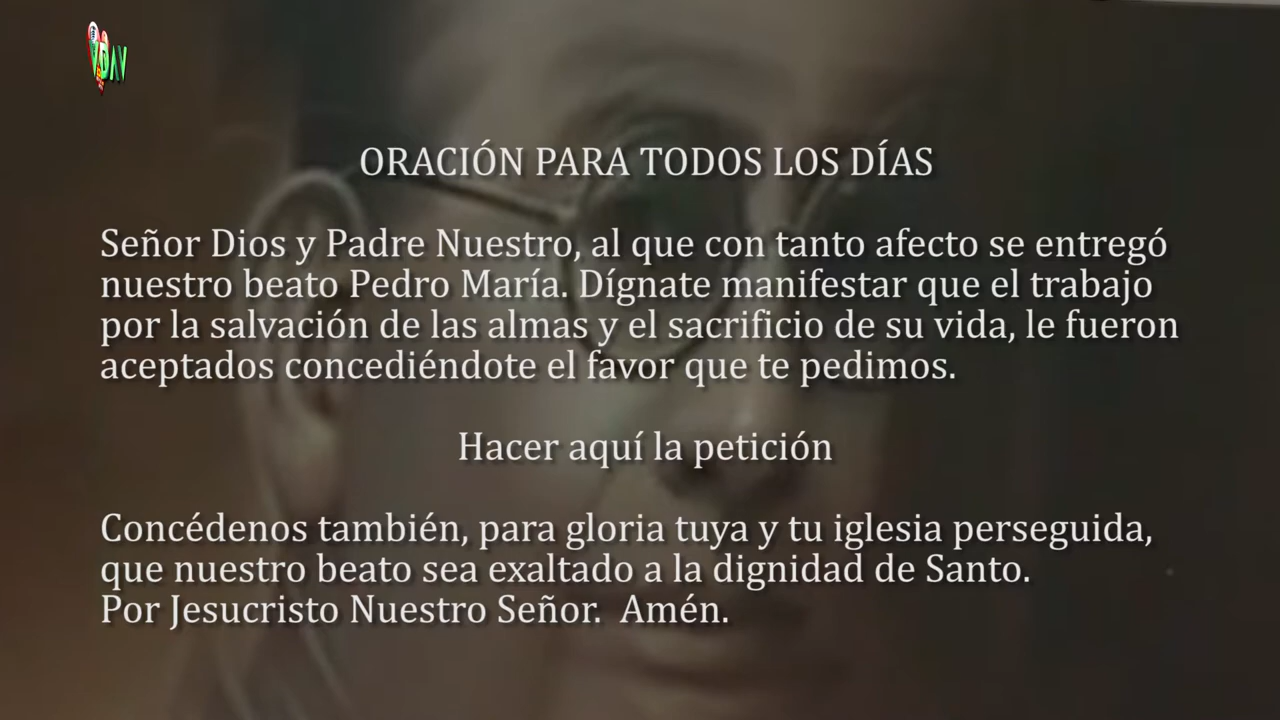 VDAV
ORACIÓN PARA TODOS LOS DÍAS
Señor Dios y Padre Nuestro, al que con tanto afecto se entregó
nuestro beato Pedro María. Dígnate manifestar que el trabajo
por la salvación de las almas y el sacrificio de su vida, le fueron
aceptados concediéndote el favor que te pedimos.
Hacer aquí la petición
Concédenos también, para gloria tuya y tu iglesia perseguida,
que nuestro beato sea exaltado a la dignidad de Santo.
Por Jesucristo Nuestro Señor.  Amén.